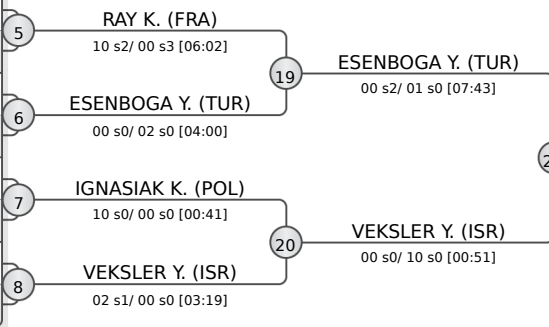 5
RAY K. (FRA)
10 s2/ 00 s3 [06:02]
19
ESENBOGA Y. (TUR)
00 s2/ 01 s0 [07:43]
6
ESENBOGA Y. (TUR)
00 s0/ 02 s0 [04:00]
7
IGNASIAK K. (POL)
10 s0/ 00 s0 [00:41]
20
VEKSLER Y. (ISR)
00 s0/ 10 s0 [00:51]
8
VEKSLER Y. (ISR)
02 s1/ 00 s0 [03:19]